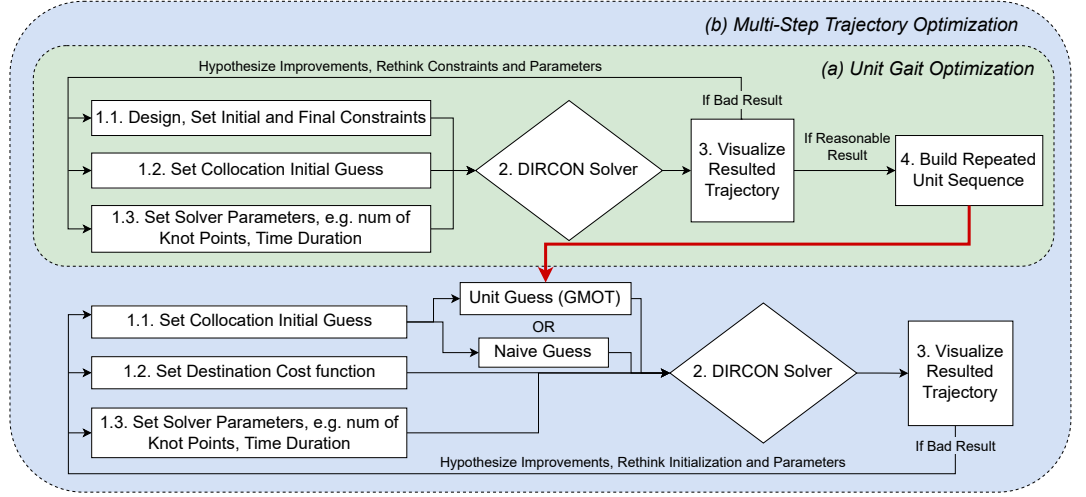 (b) Multi-Step Trajectory Optimization
(a) Unit Gait Optimization
Hypothesize Improvements, Rethink Constraints and Parameters
If Bad Result
1.1. Design, Set Initial and Final Constraints
1.2. Set Collocation Initial Guess
1.3. Set Solver Parameters, e.g. num of
Knot Points, Time Duration
2. DIRCON Solver
3. Visualize
Resulted
Trajectory
If Reasonable
Result
4. Build Repeated
Unit Sequence
Unit Guess (GMOT)
OR
Naive Guess
1.1. Set Collocation Initial Guess
1.2. Set Destination Cost function
1.3. Set Solver Parameters, e.g. num of
Knot Points, Time Duration
2. DIRCON Solver
3. Visualize
Resulted
Trajectory
If Bad Result
Hypothesize Improvements, Rethink Initialization and Parameters